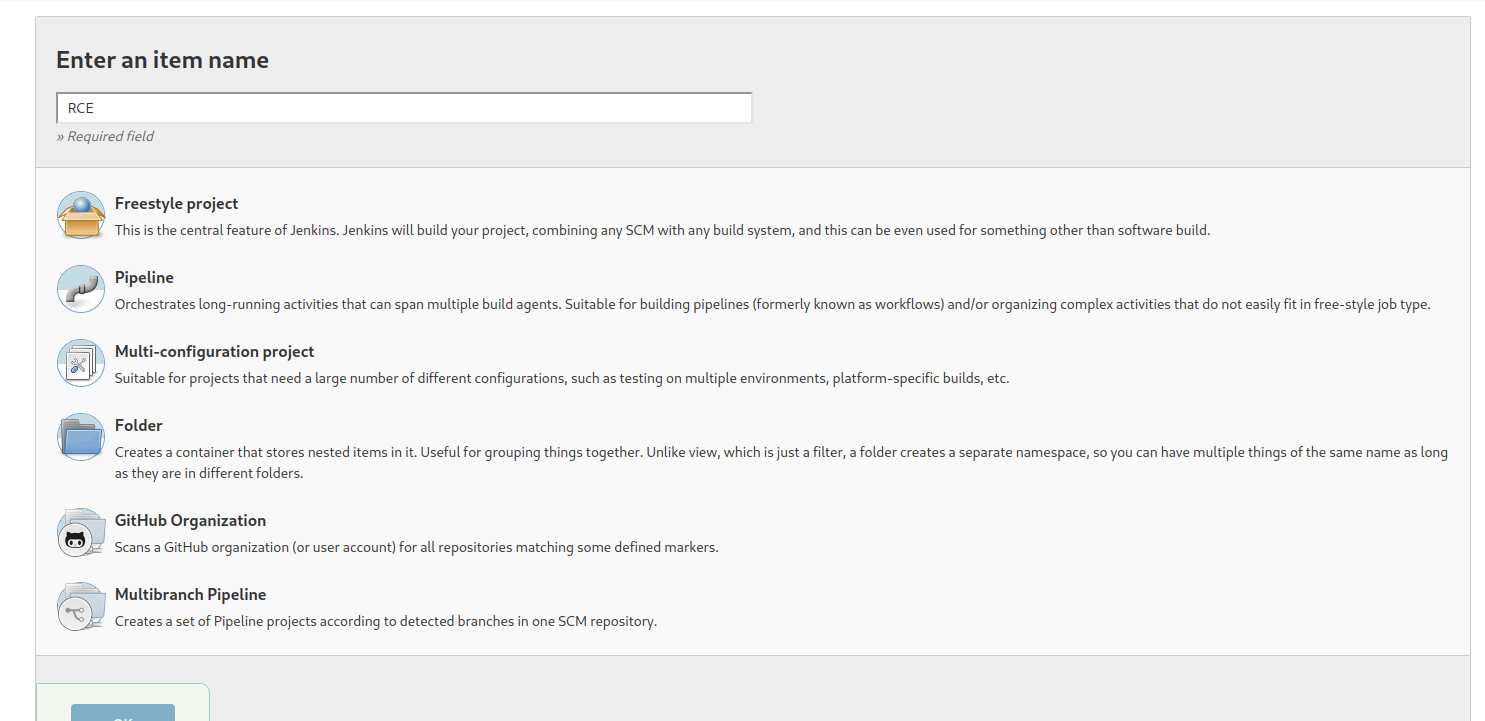 Enter an item name
RCE
» Required field
Freestyle project
This is the central feature of Jenkins. Jenkins will build your project, combining any SCM with any build system, and this can be even used for something other than software build.
Pipeline
Orchestrates long-running activities that can span multiple build agents. Suitable for building pipelines (formerly known as workflows) and/or organizing complex activities that do not easily fit in free-style job type.
Multi-configuration project
Suitable for projects that need a large number of different configurations, such as testing on multiple environments, platform-specific builds, etc.
Folder
Creates a container that stores nested items in it. Useful for grouping things together. Unlike view, which is just a filter, a folder creates a separate namespace, so you can have multiple things of the same name as long
as they are in different folders.
GitHub Organization
Scans a GitHub organization (or user account) for all repositories matching some defined markers.
Multibranch Pipeline
Creates a set of Pipeline projects according to detected branches in one SCM repository.